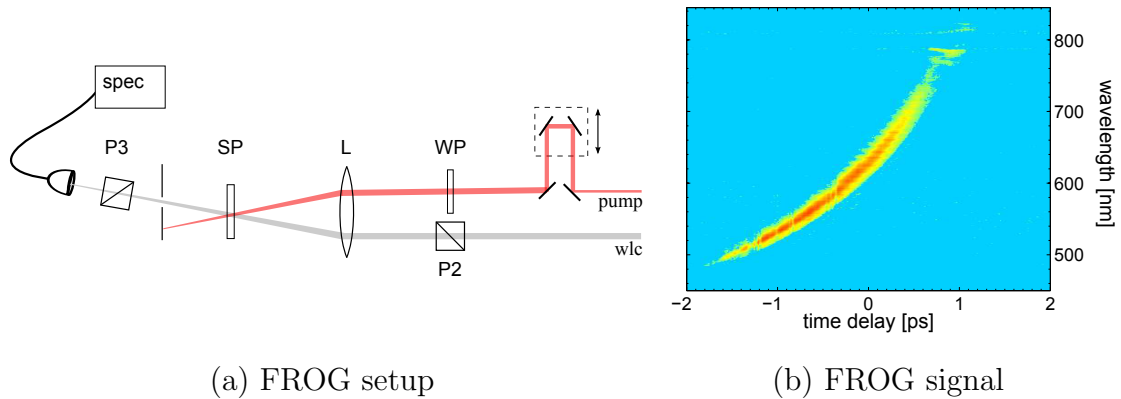 spec
P3
SP
L
WP
pump
wlc
P2
800
700
600
500
wavelength [nm]
−2
−1
0
1
2
time delay [ps]
(a) FROG setup
(b) FROG signal